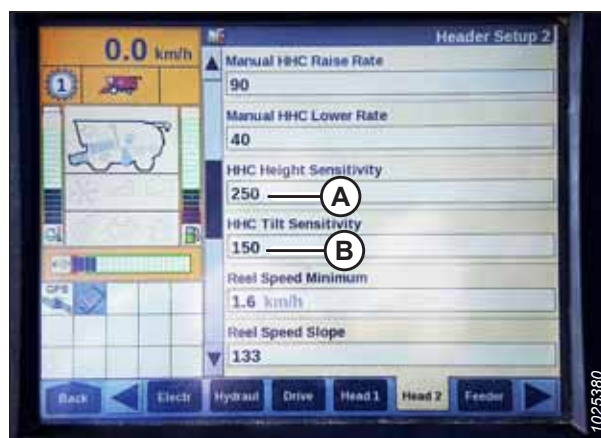 0.0 km/h
Header Setup 2
1
Manual HHC Raise Rate
90
Manual HHC Lower Rate
40
HHC Height Sensitivity
250
A
HHC Tilt Sensitivity
150
B
Reel Speed Minimum
1.6 km/h
Reel Speed Slope
133
GPS
Back
Electr
Hydraul
Drive
Head 1
Head 2
Feeder
1025380